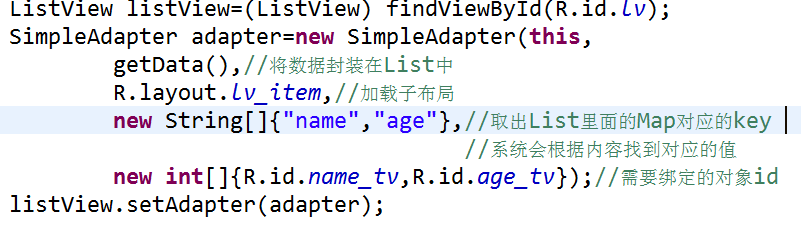 ListView listView=(ListView) findViewById(R.id.lv);
SimpleAdapter adapter=new SimpleAdapter(this,
getData(),//将数据封装在List中
R.layout.lv_item,//加载子布局
new String[]{"name","age"},//取出List里面的Map对应的key
//系统会根据内容找到对应的值
new int[]{R.id.name_tv,R.id.age_tv});//需要绑定的对象id
listView.setAdapter(adapter);